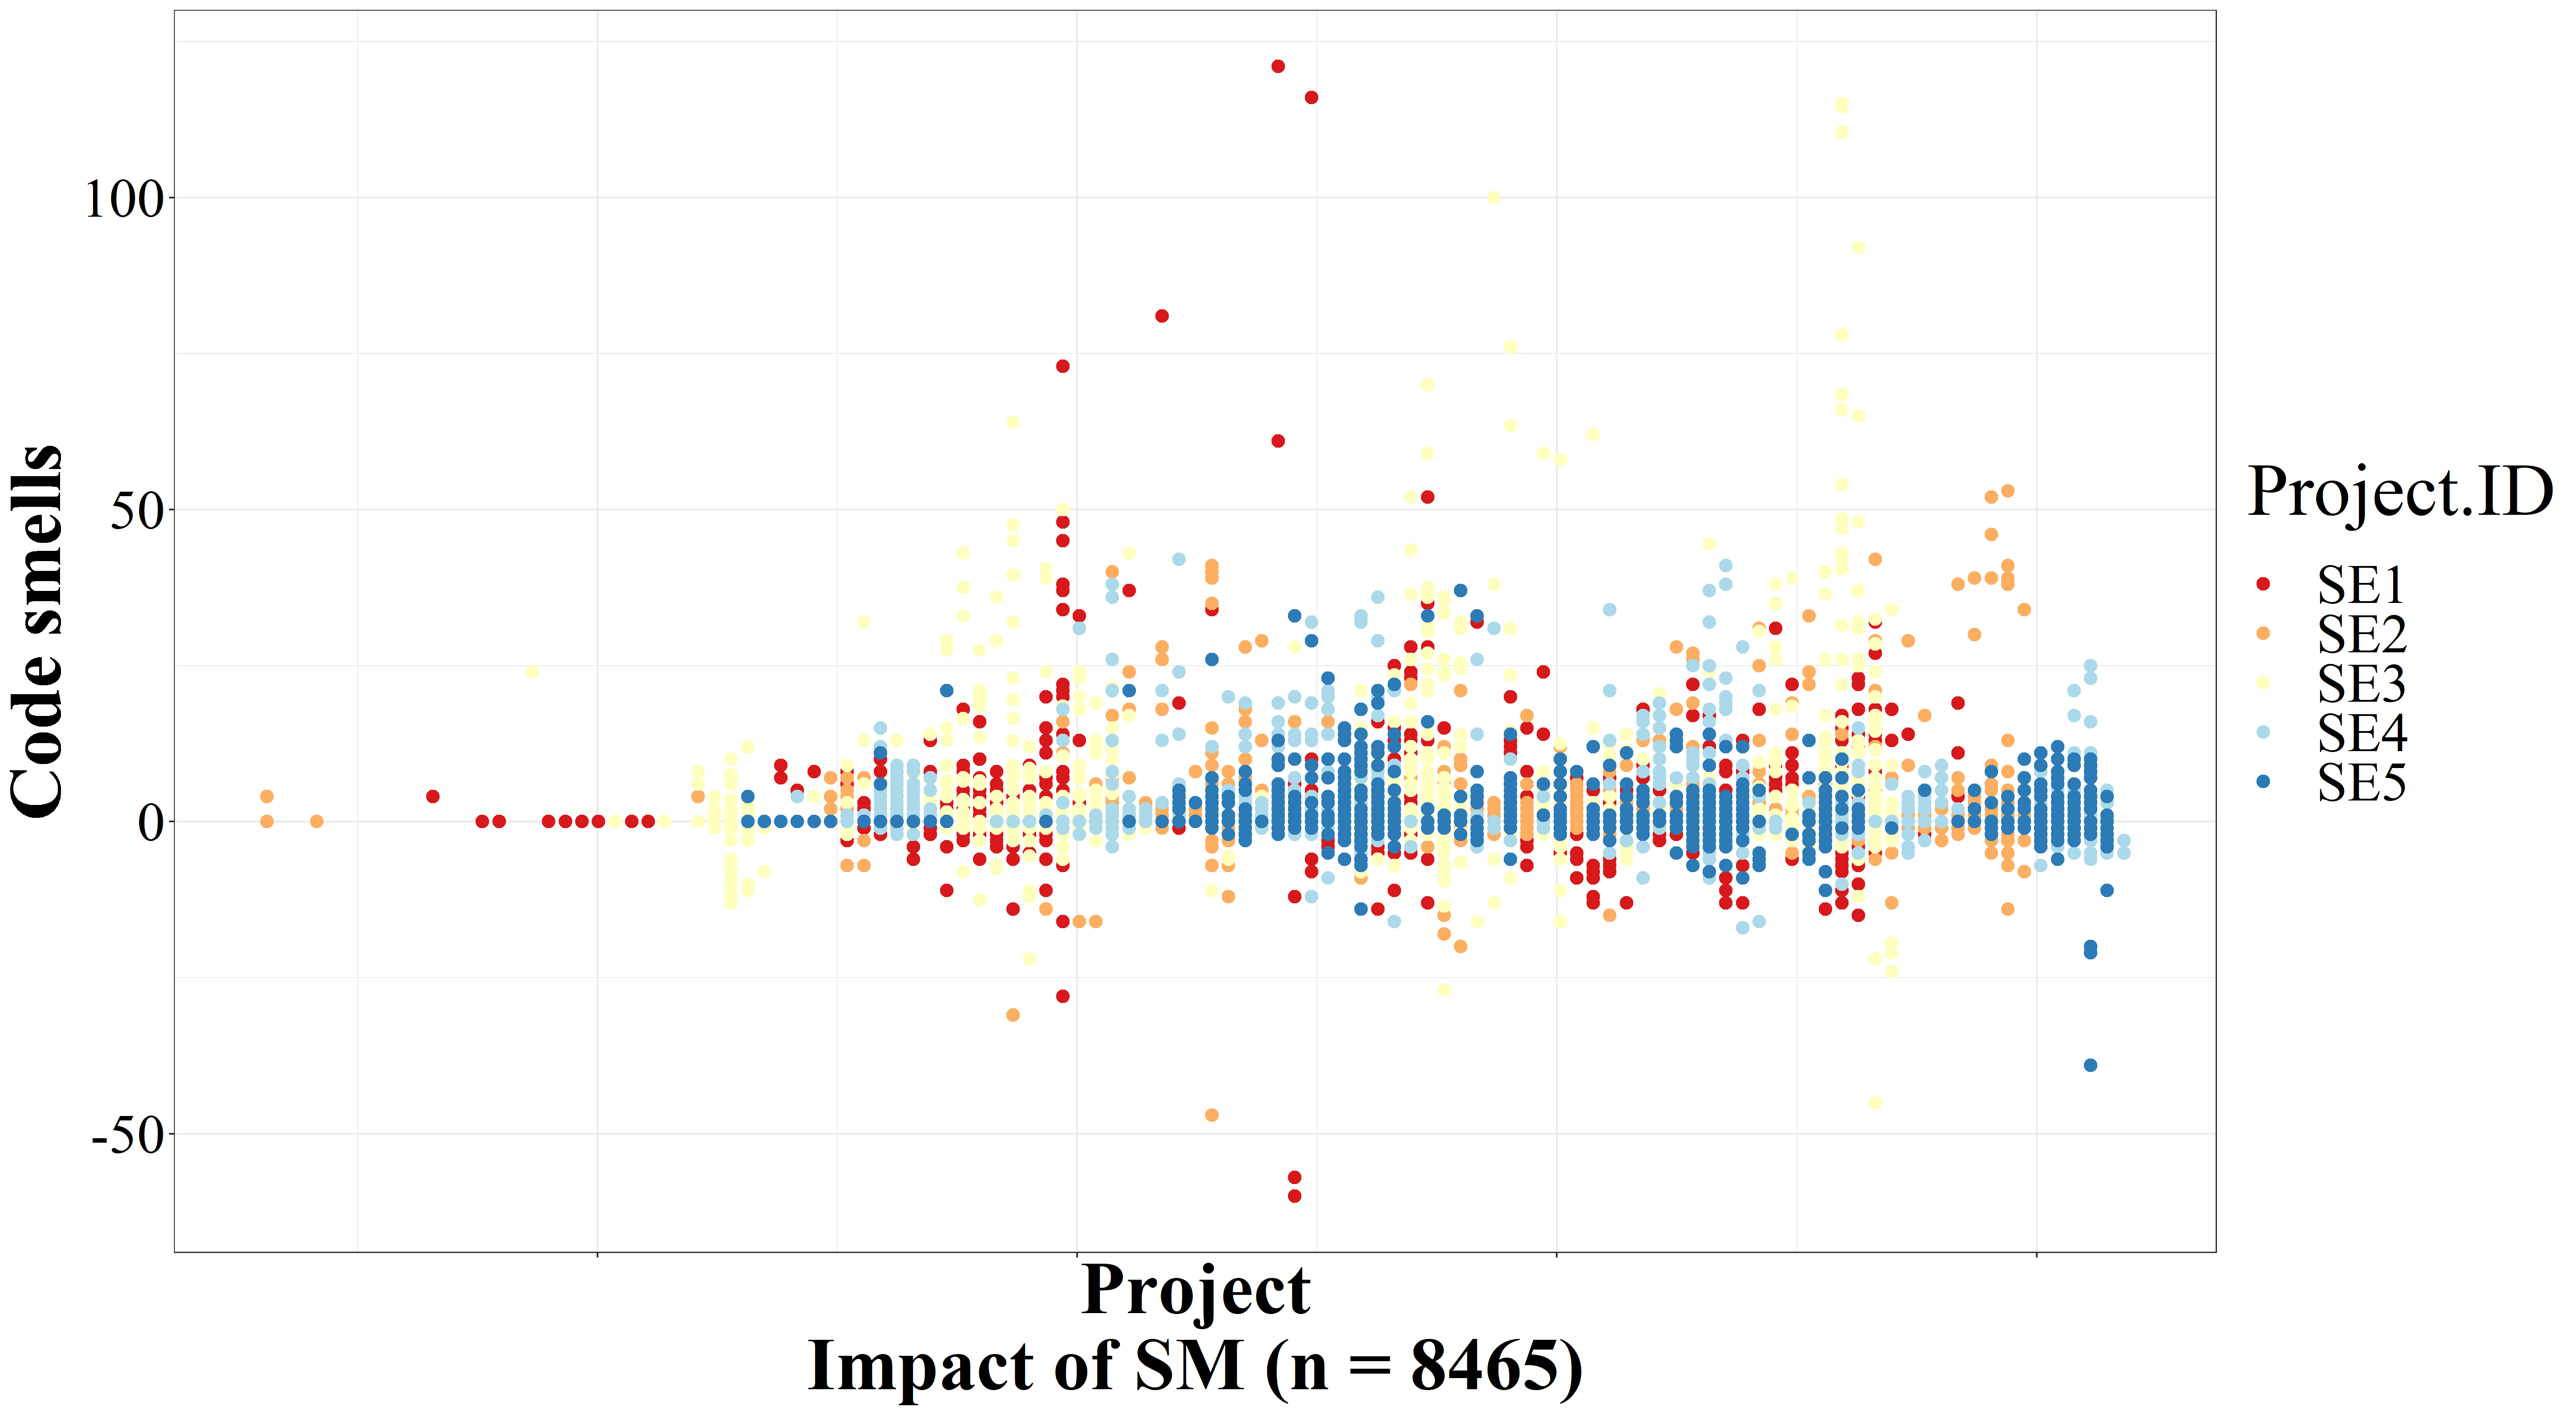 100
50
0
-50
Code smells
Project
Impact of SM (n = 8465)
Project.ID
SE1
SE2
SE3
SE4
SE5